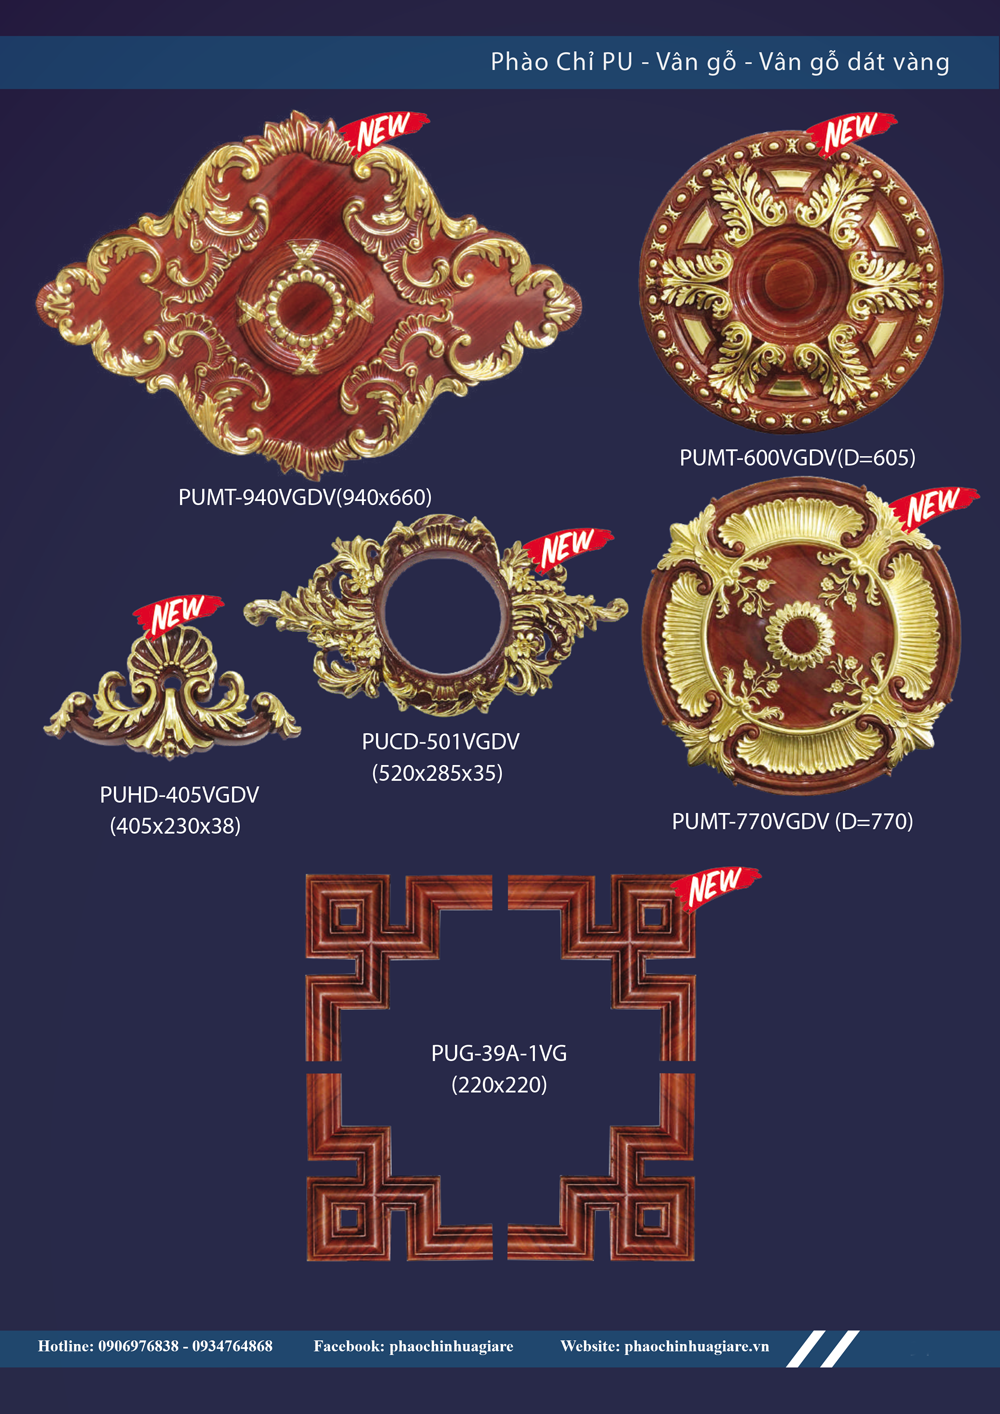 Phào Chỉ PU - Vân gỗ - Vân gỗ dát vàng
NEW
NEW
PUMT-940VGDV(940x660)
PUMT-600VGDV(D=605)
NEW
NEW
NEW
PUCD-501VGDV
(520x285x35)
PUHD-405VGDV
(405x230x38)
PUMT-770VGDV (D=770)
NEW
PUG-39A-1VG
(220x220)
Hotline: 0906976838 - 0934764868 Facebook: phaochinhuagiare Website: phaochinhuagiare.vn